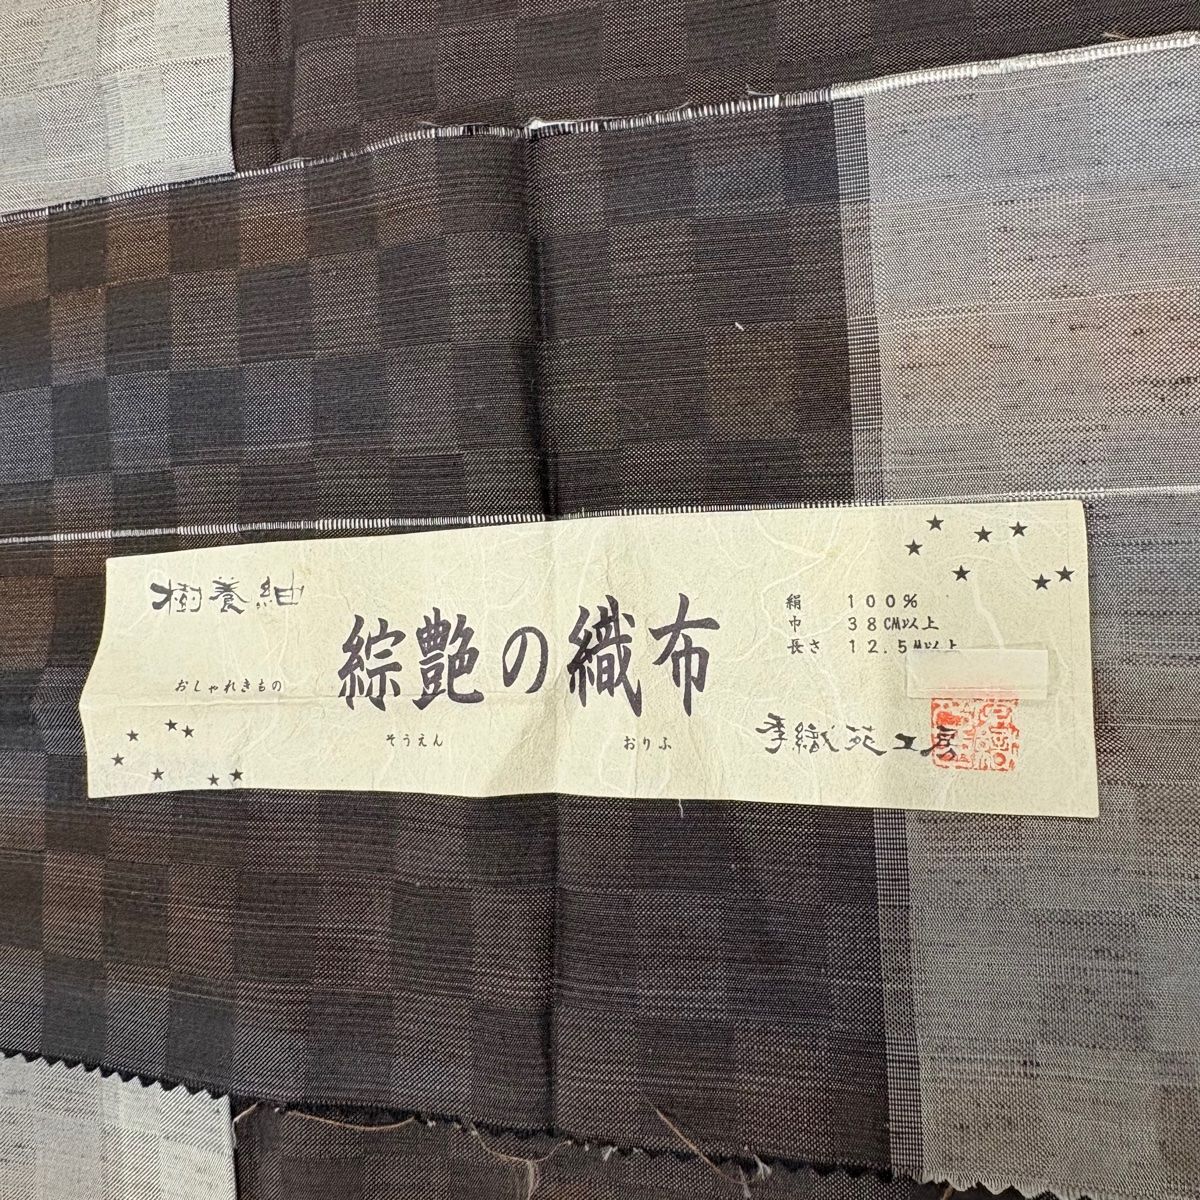 樹養紬
おしゃれきもの
綜艶の織布
そうえん おりふ
絹 100%
巾 38CM以上
長さ 12.5M以上
季織苑工房